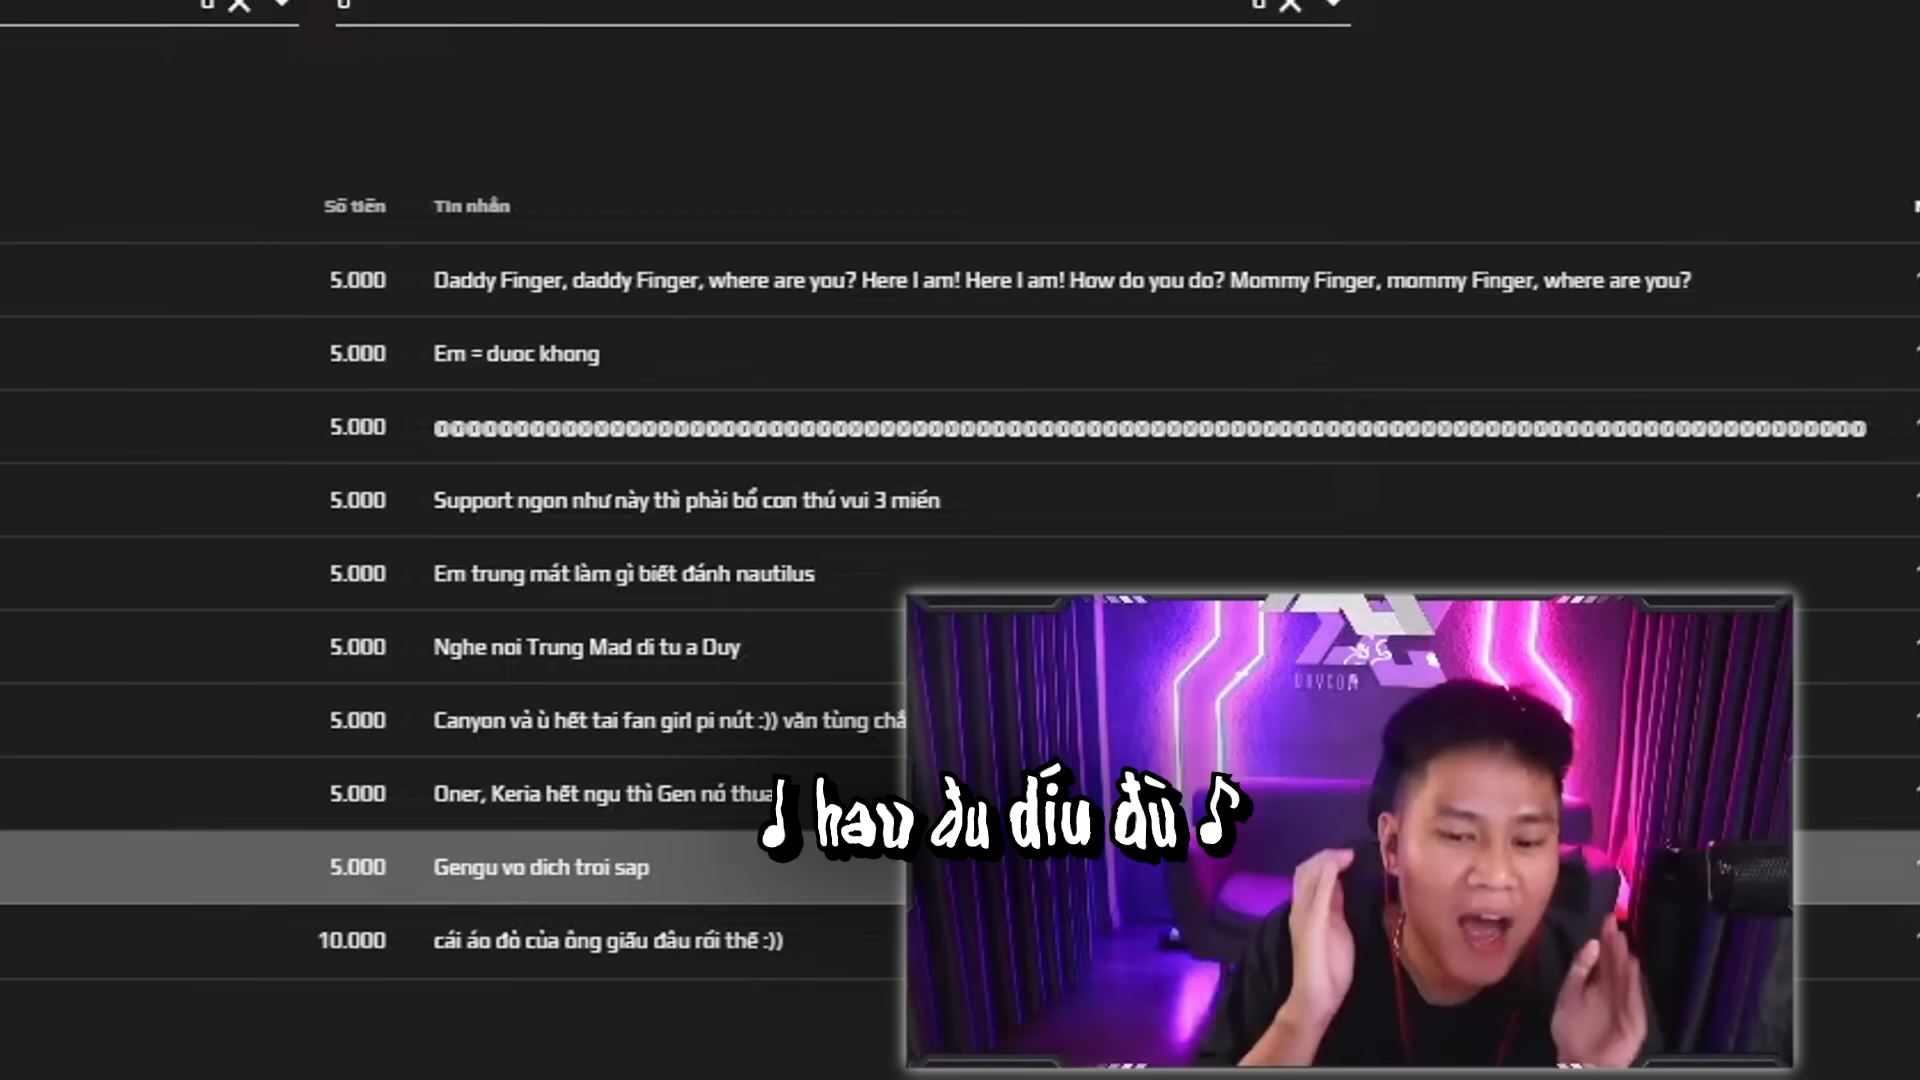 Số tiền Tin nhắn
5.000 Daddy Finger, daddy Finger, where are you? Here I am! Here I am! How do you do? Mommy Finger, mommy Finger, where are you?
5.000 Em = duoc khong
5.000
5.000 Support ngon như này thì phải bổ con thú vui 3 miền
5.000 Em trung mát làm gì biết đánh nautilus
5.000 Nghe noi Trung Mad di tu a Duy
5.000 Canyon vả ù hết tai fan girl pi nút :)) văn tùng
5.000 Oner, Keria hết ngu thì Gen nó thua
♩ hau đu díu đù ♪
5.000 Gengu vo dich troi sap
10.000 cái áo đỏ của ông giấu đâu rồi thế :))